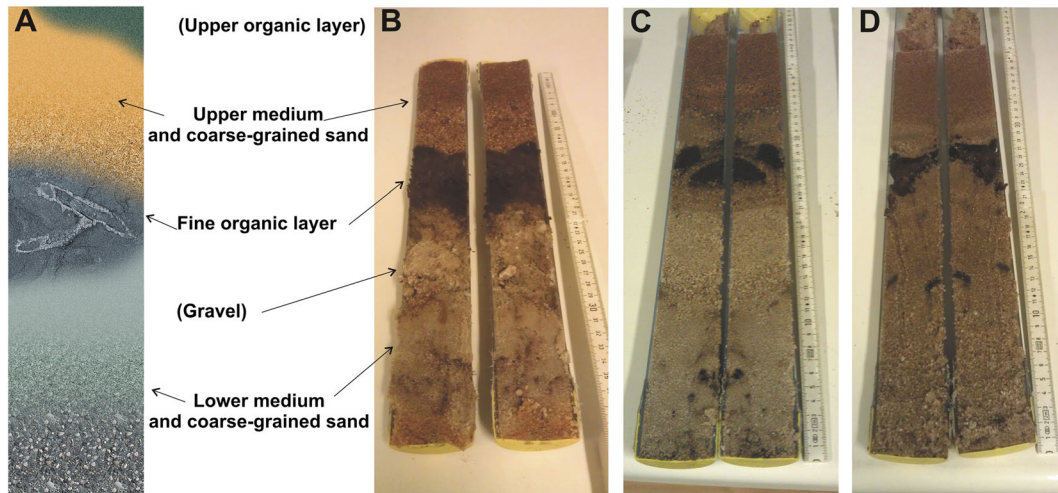 A
(Upper organic layer)
B
C
D
Upper medium
and coarse-grained sand
Fine organic layer
(Gravel)
Lower medium
and coarse-grained sand